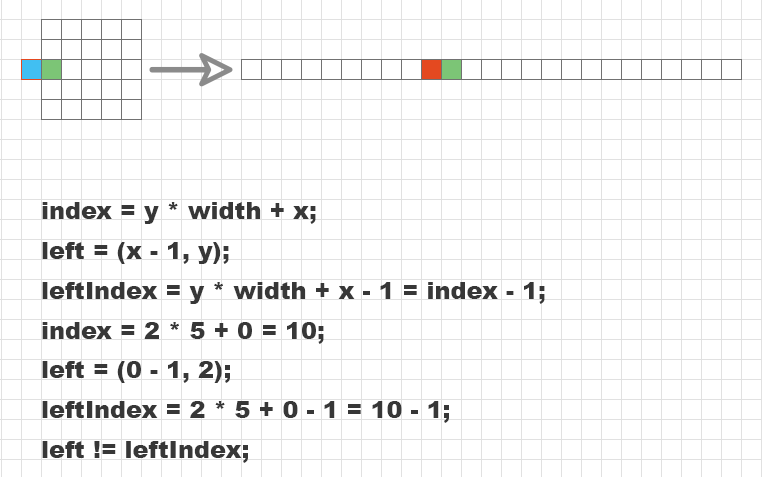 index = y * width + x;
left = (x - 1, y);
leftIndex = y * width + x - 1 = index - 1;
index = 2 * 5 + 0 = 10;
left = (0 - 1, 2);
leftIndex = 2 * 5 + 0 - 1 = 10 - 1;
left != leftIndex;